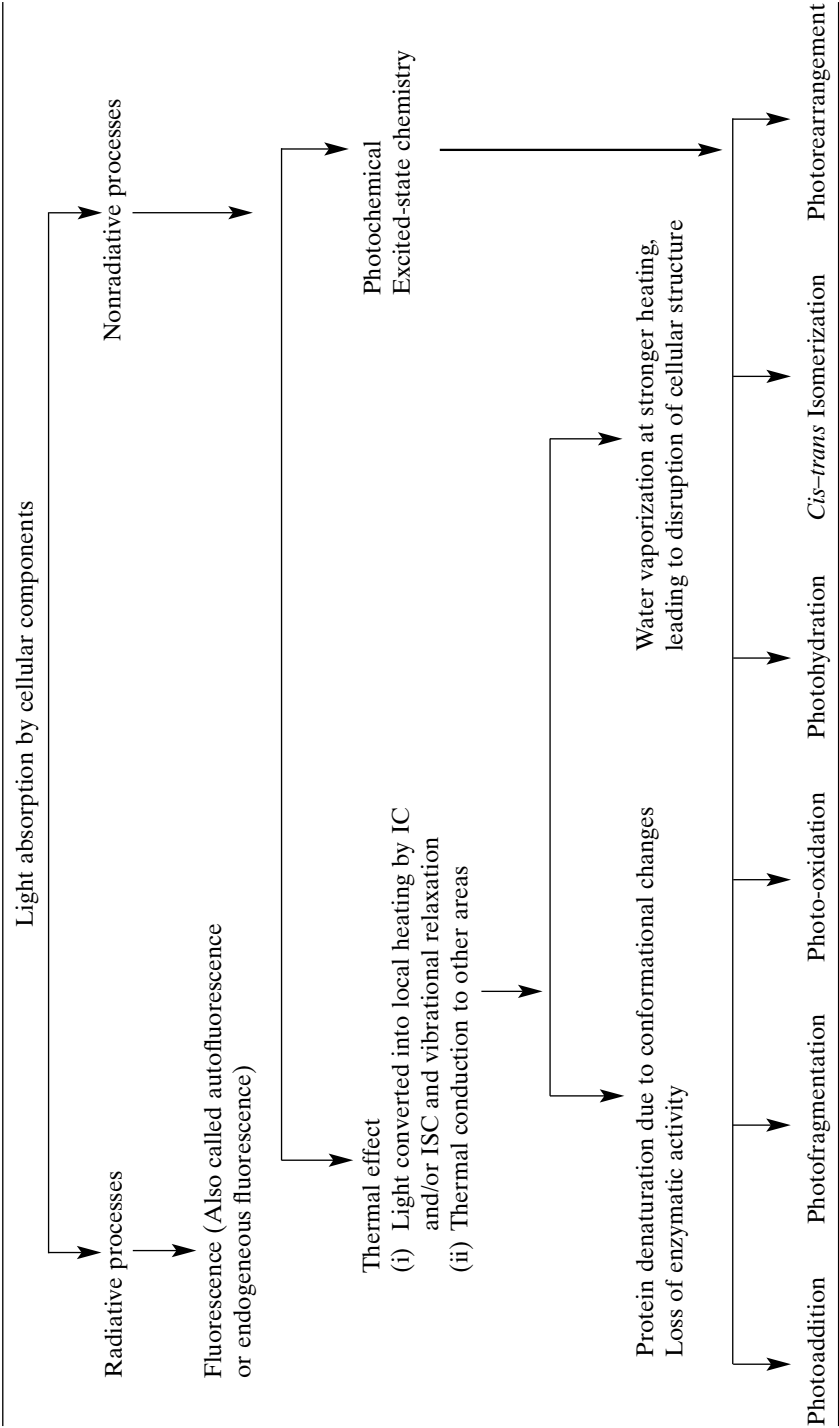 Light absorption by cellular components
Radiative processes
Nonradiative processes
Fluorescence (Also called autofluorescence
or endogeneous fluorescence)
Thermal effect
(i) Light converted into local heating by IC
and/or ISC and vibrational relaxation
(ii) Thermal conduction to other areas
Photochemical
Excited-state chemistry
Protein denaturation due to conformational changes
Loss of enzymatic activity
Water vaporization at stronger heating,
leading to disruption of cellular structure
Photoaddition
Photofragmentation
Photo-oxidation
Photohydration
Cis–trans Isomerization
Photorearrangement